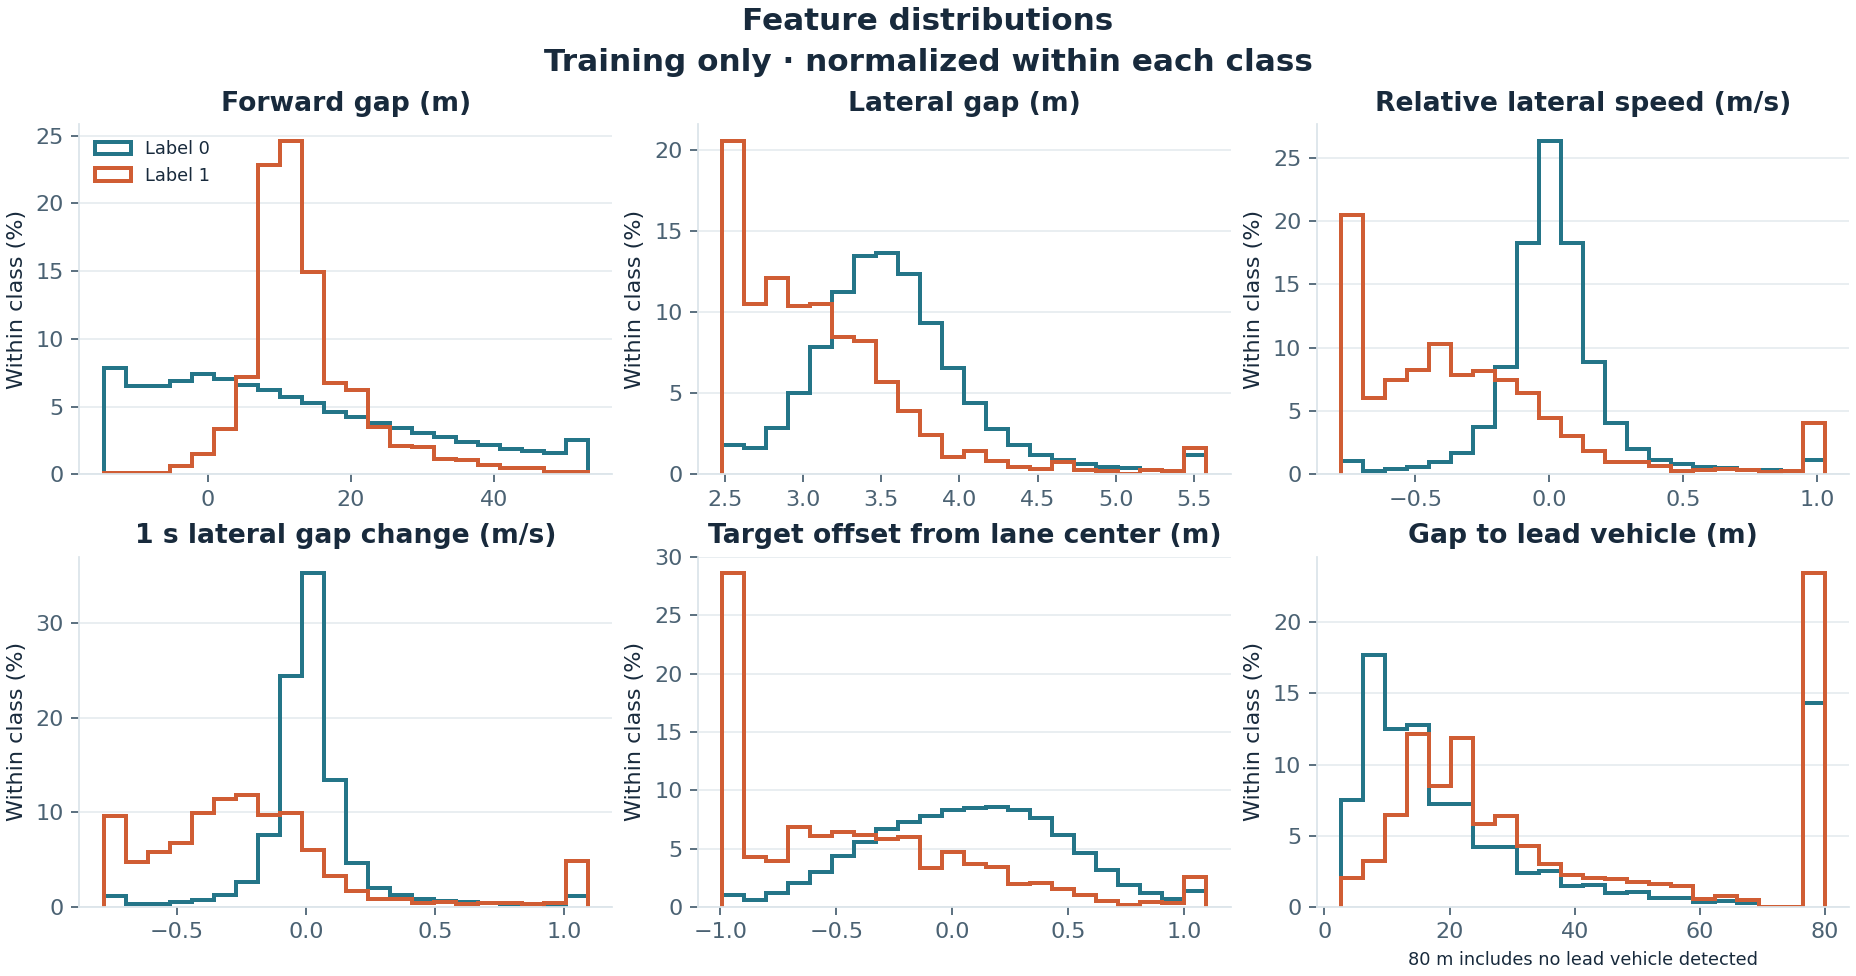 Feature distributions
Training only · normalized within each class
Forward gap (m)
Within class (%)
25
20
15
10
5
0
Label 0
Label 1
0 20 40
Lateral gap (m)
Within class (%)
20
15
10
5
0
2.5 3.0 3.5 4.0 4.5 5.0 5.5
Relative lateral speed (m/s)
Within class (%)
25
20
15
10
5
0
−0.5 0.0 0.5 1.0
1 s lateral gap change (m/s)
Within class (%)
30
20
10
0
−0.5 0.0 0.5 1.0
Target offset from lane center (m)
Within class (%)
30
25
20
15
10
5
0
−1.0 −0.5 0.0 0.5 1.0
Gap to lead vehicle (m)
Within class (%)
20
15
10
5
0
0 20 40 60 80
80 m includes no lead vehicle detected